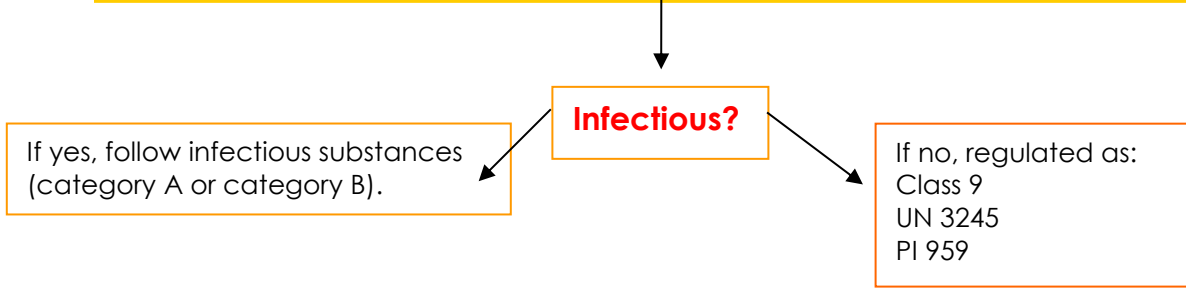 Infectious?
If yes, follow infectious substances
(category A or category B).
If no, regulated as:
Class 9
UN 3245
PI 959